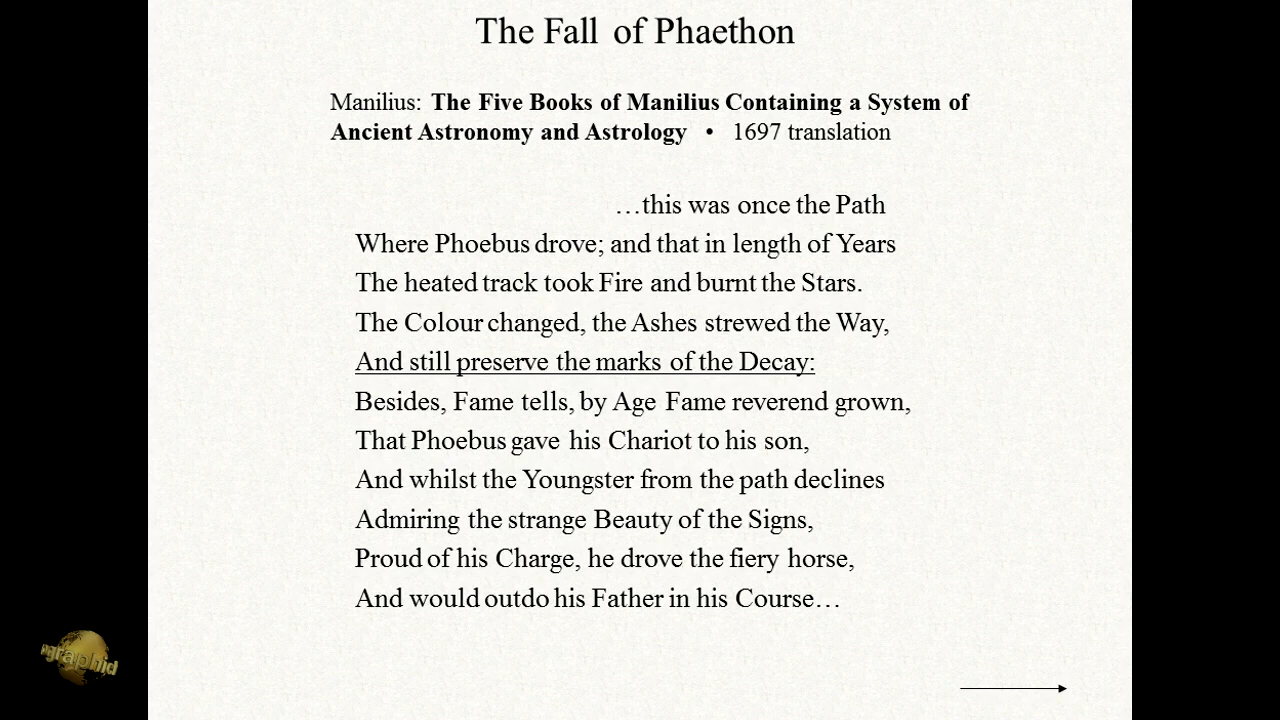 The Fall of Phaethon
Manilius: The Five Books of Manilius Containing a System of
Ancient Astronomy and Astrology • 1697 translation
…this was once the Path
Where Phoebus drove; and that in length of Years
The heated track took Fire and burnt the Stars.
The Colour changed, the Ashes strewed the Way,
And still preserve the marks of the Decay:
Besides, Fame tells, by Age Fame reverend grown,
That Phoebus gave his Chariot to his son,
And whilst the Youngster from the path declines
Admiring the strange Beauty of the Signs,
Proud of his Charge, he drove the fiery horse,
And would outdo his Father in his Course…